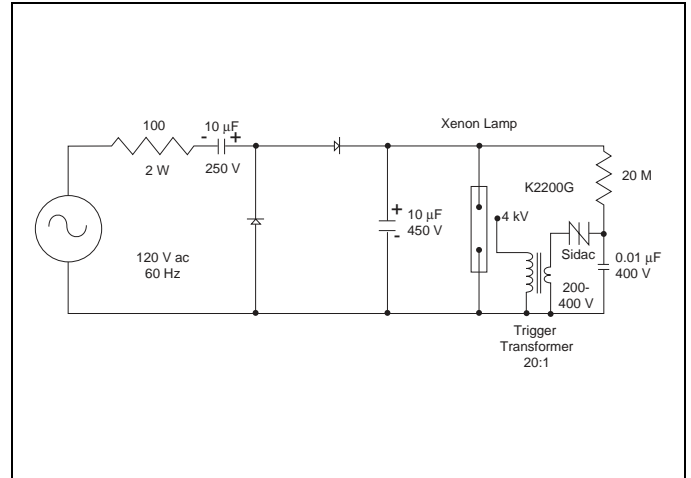 100
2 W
- +
10 μF
250 V
120 V ac
60 Hz
+
-
10 μF
450 V
Xenon Lamp
4 kV
K2200G
Sidac
20 M
0.01 μF
400 V
200-
400 V
Trigger
Transformer
20:1